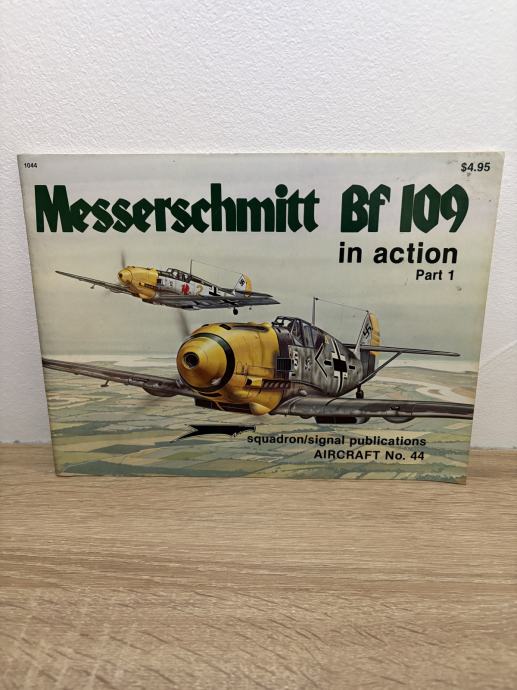 1044
$4.95
Messerschmitt Bf 109
in action
Part 1
squadron/signal publications
AIRCRAFT No. 44